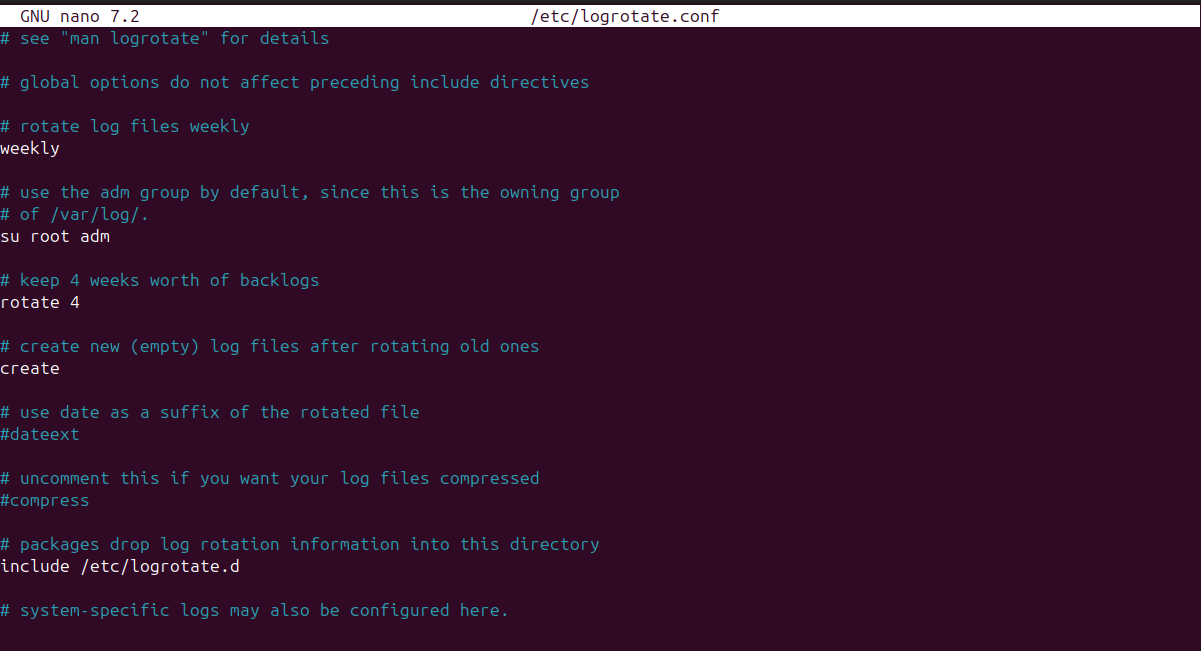 GNU nano 7.2 /etc/logrotate.conf
# see "man logrotate" for details
# global options do not affect preceding include directives
# rotate log files weekly
weekly
# use the adm group by default, since this is the owning group
# of /var/log/.
su root adm
# keep 4 weeks worth of backlogs
rotate 4
# create new (empty) log files after rotating old ones
create
# use date as a suffix of the rotated file
#dateext
# uncomment this if you want your log files compressed
#compress
# packages drop log rotation information into this directory
include /etc/logrotate.d
# system-specific logs may also be configured here.